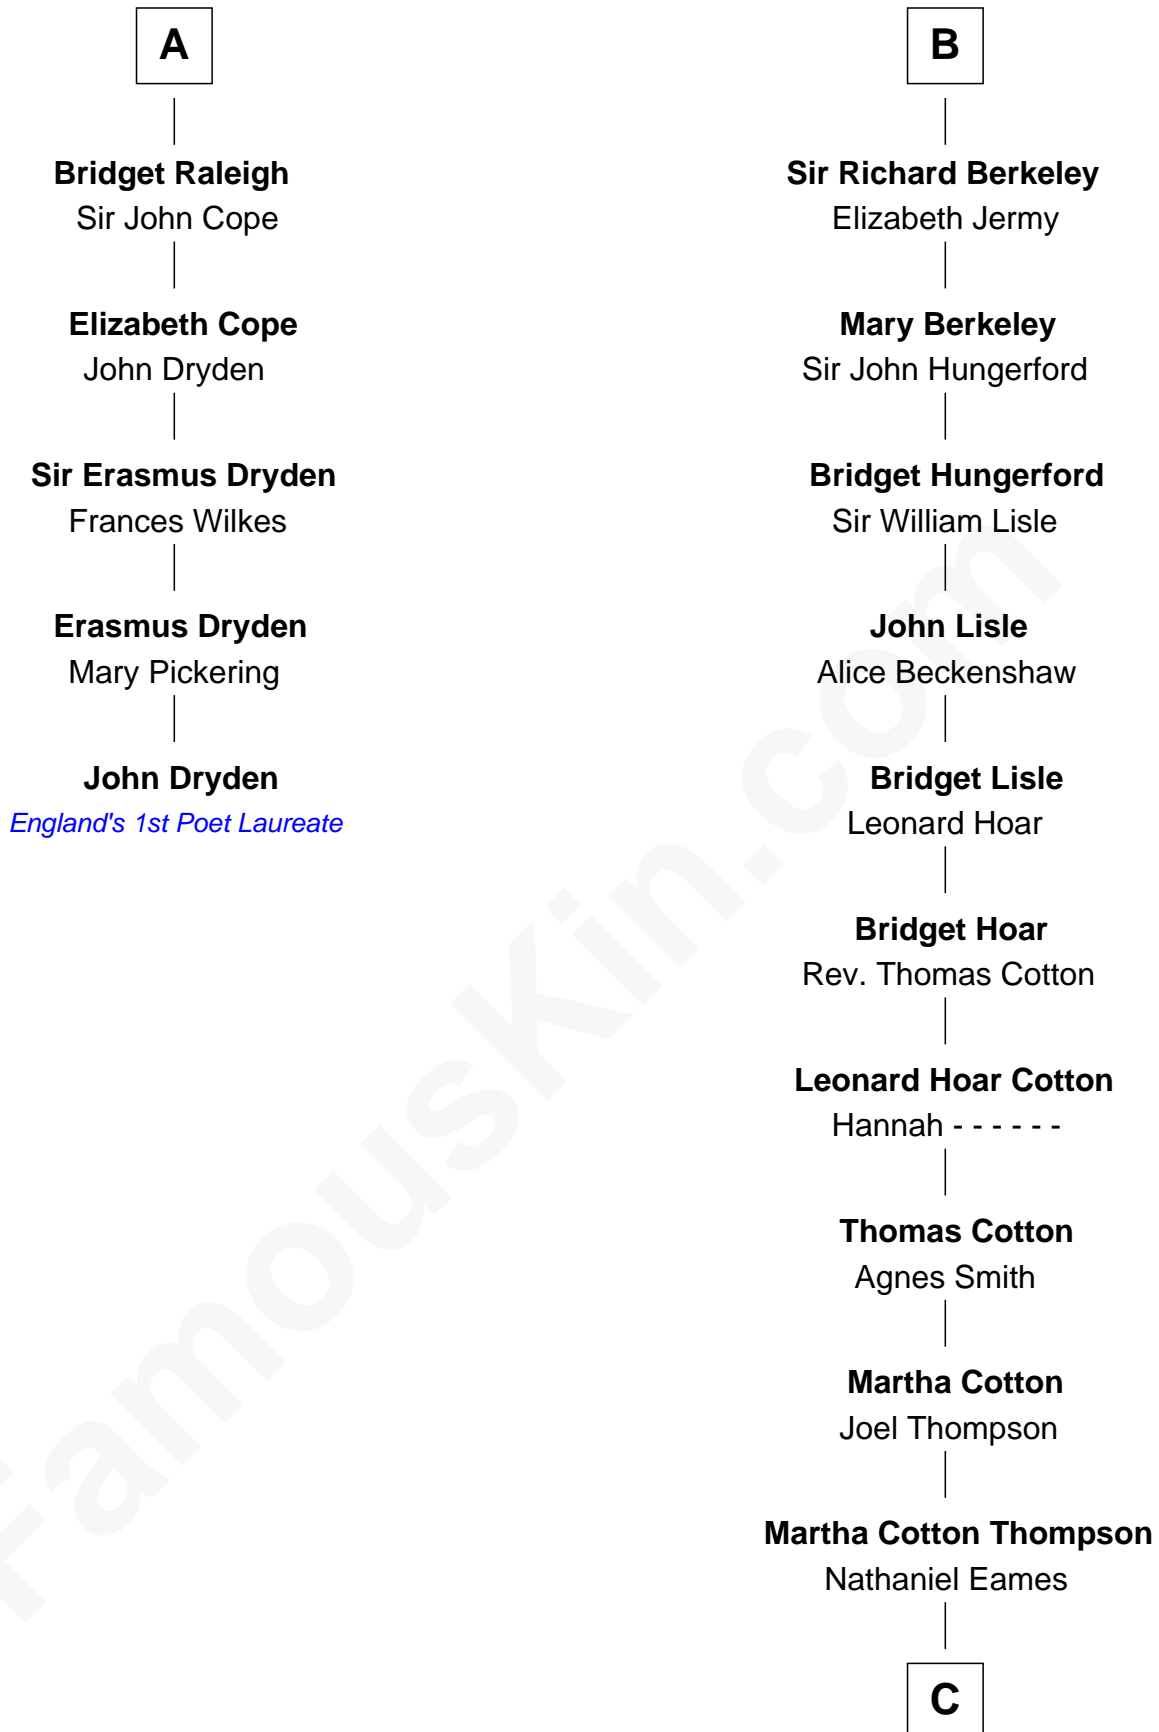 A
Bridget Raleigh
Sir John Cope
Elizabeth Cope
John Dryden
Sir Erasmus Dryden
Frances Wilkes
Erasmus Dryden
Mary Pickering
John Dryden
England's 1st Poet Laureate
B
Sir Richard Berkeley
Elizabeth Jermy
Mary Berkeley
Sir John Hungerford
Bridget Hungerford
Sir William Lisle
John Lisle
Alice Beckenshaw
Bridget Lisle
Leonard Hoar
Bridget Hoar
Rev. Thomas Cotton
Leonard Hoar Cotton
Hannah - - - - - -
Thomas Cotton
Agnes Smith
Martha Cotton
Joel Thompson
Martha Cotton Thompson
Nathaniel Eames
C
FamousKin.com